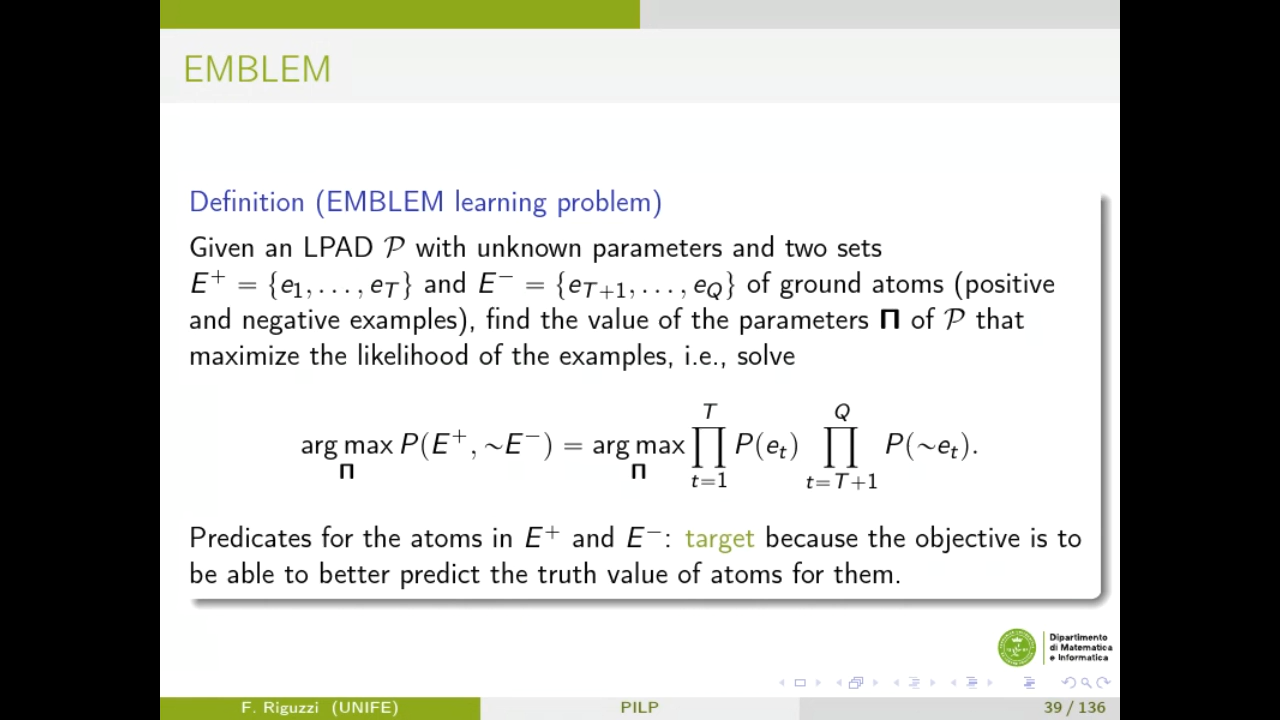 EMBLEM
Definition (EMBLEM learning problem)
Given an LPAD 𝒫 with unknown parameters and two sets
E⁺ = {e₁, . . . , e_T} and E⁻ = {e_{T+1}, . . . , e_Q} of ground atoms (positive
and negative examples), find the value of the parameters 𝚷 of 𝒫 that
maximize the likelihood of the examples, i.e., solve
arg max_𝚷 P(E⁺, ∼E⁻) = arg max_𝚷 ∏_{t=1}^{T} P(e_t) ∏_{t=T+1}^{Q} P(∼e_t).
Predicates for the atoms in E⁺ and E⁻: target because the objective is to
be able to better predict the truth value of atoms for them.
Dipartimento
di Matematica
e Informatica
F. Riguzzi (UNIFE) PILP 39 / 136